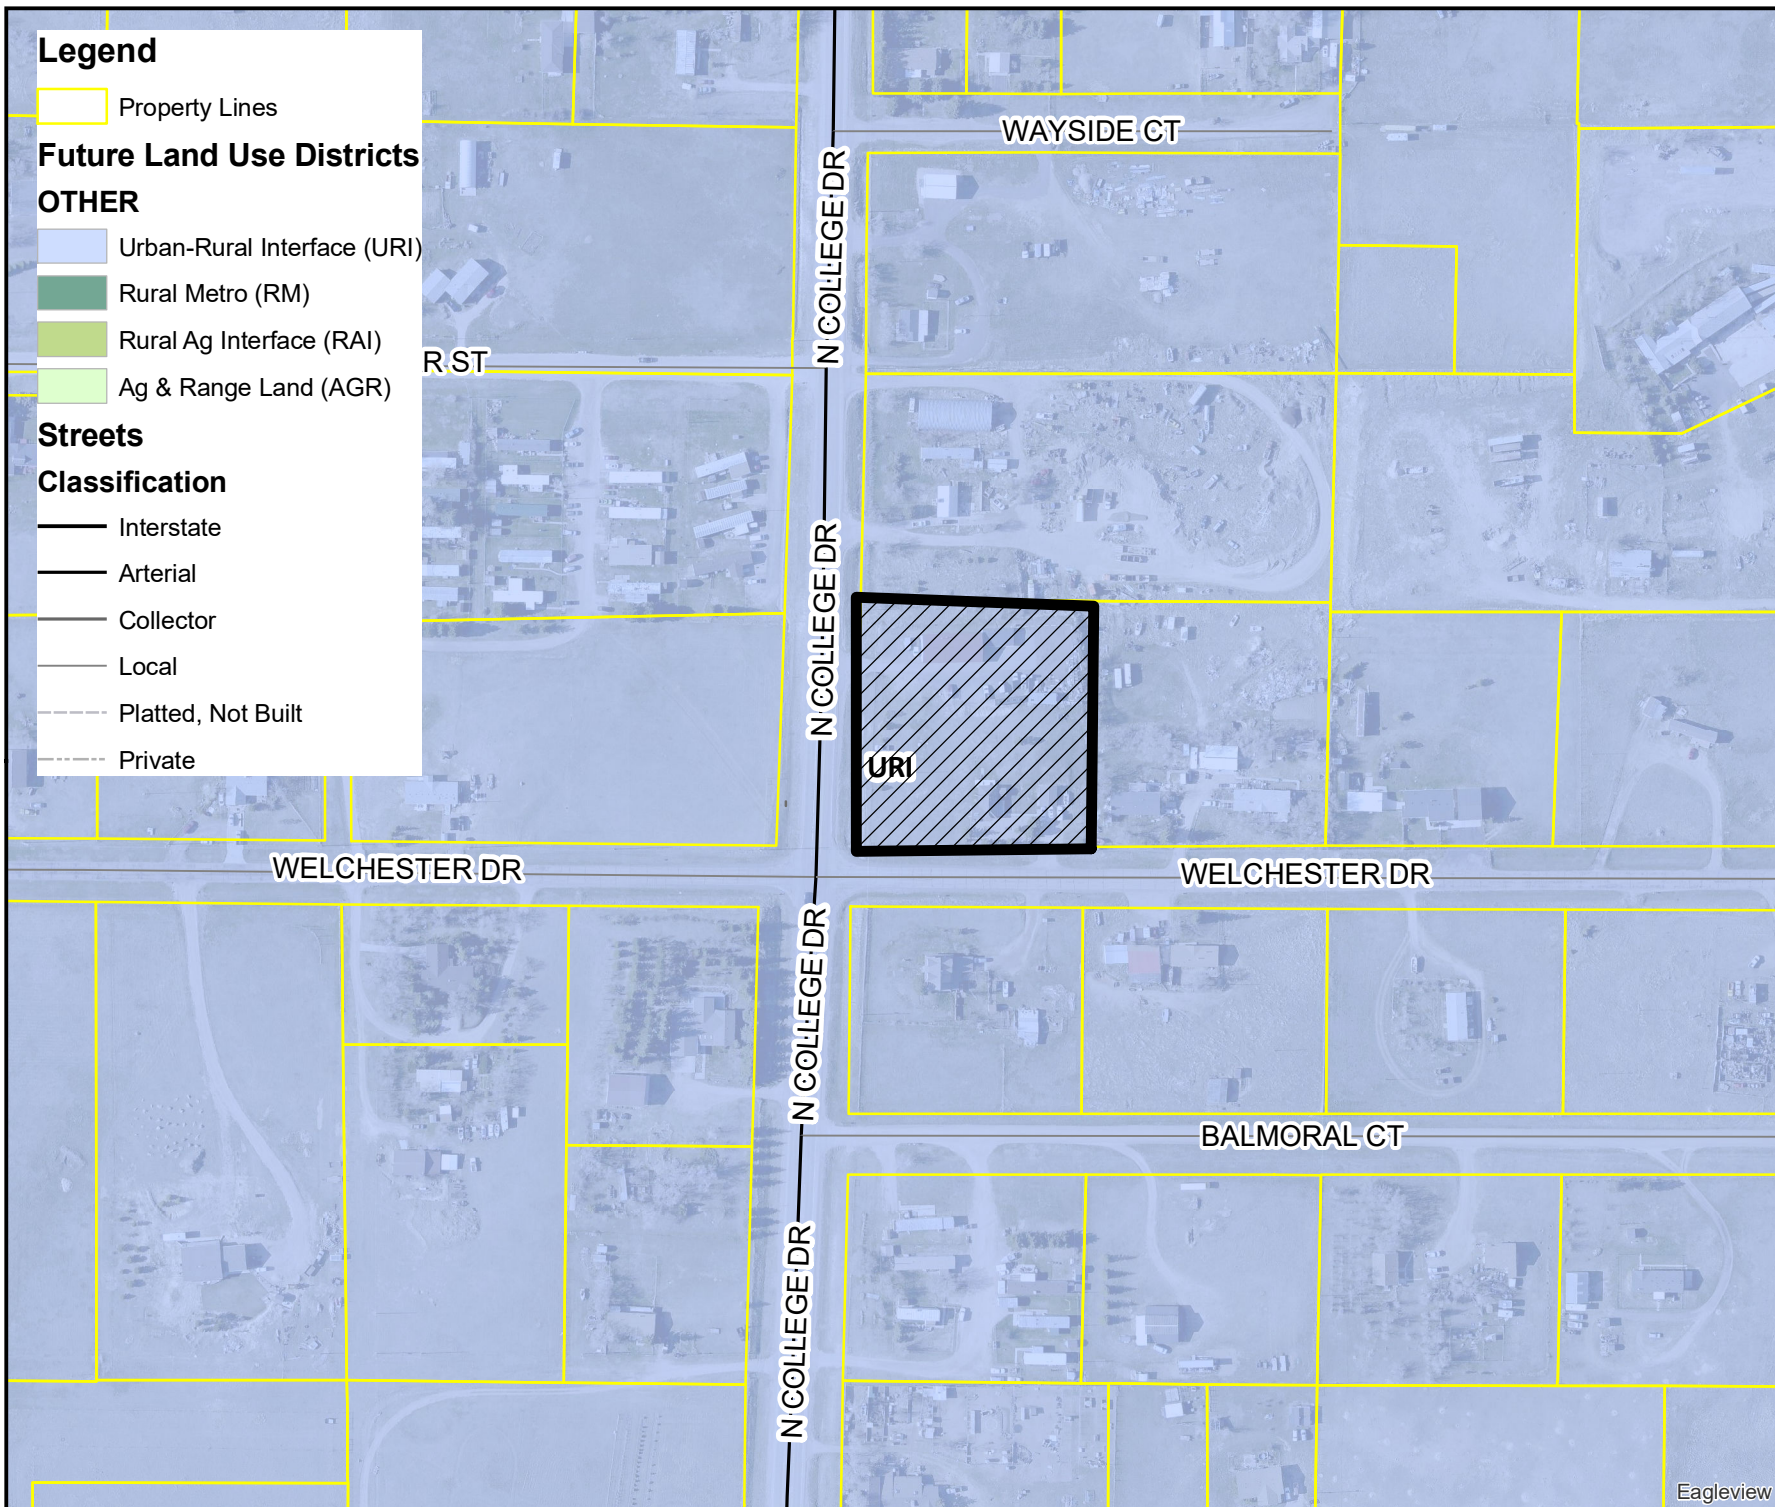 Legend
Property Lines
Future Land Use Districts
OTHER
Urban-Rural Interface (URI)
Rural Metro (RM)
Rural Ag Interface (RAI)
Ag & Range Land (AGR)
Streets
Classification
Interstate
Arterial
Collector
Local
Platted, Not Built
Private
WAYSIDE CT
N COLLEGE DR
R ST
N COLLEGE DR
URI
WELCHESTER DR
WELCHESTER DR
N COLLEGE DR
BALMORAL CT
N COLLEGE DR
Eagleview